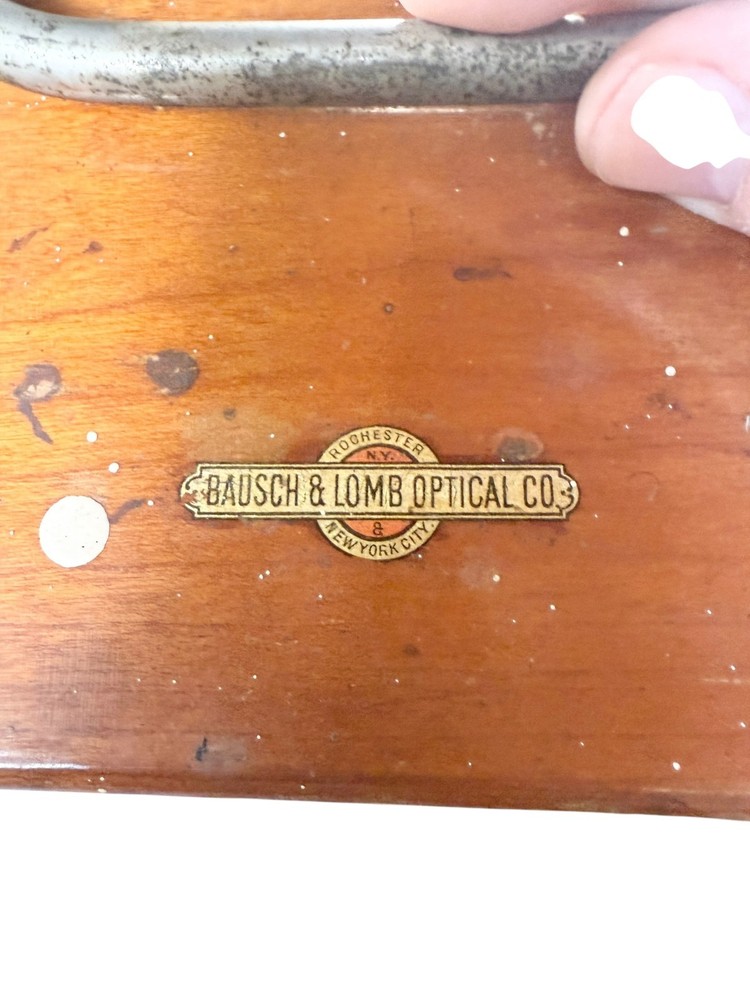 ROCHESTER
N.Y.
BAUSCH & LOMB OPTICAL CO.
&
NEW YORK CITY.